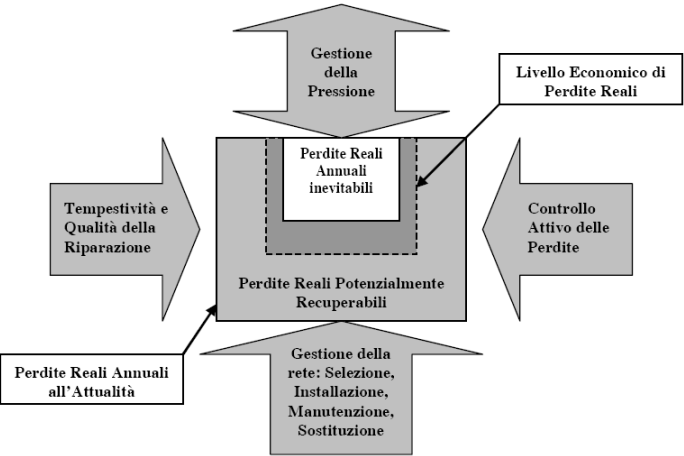 Gestione
della
Pressione
Livello Economico di
Perdite Reali
Perdite Reali
Annuali
inevitabili
Tempestività e
Qualità della
Riparazione
Controllo
Attivo delle
Perdite
Perdite Reali Potenzialmente
Recuperabili
Perdite Reali Annuali
all'Attualità
Gestione della
rete: Selezione,
Installazione,
Manutenzione,
Sostituzione